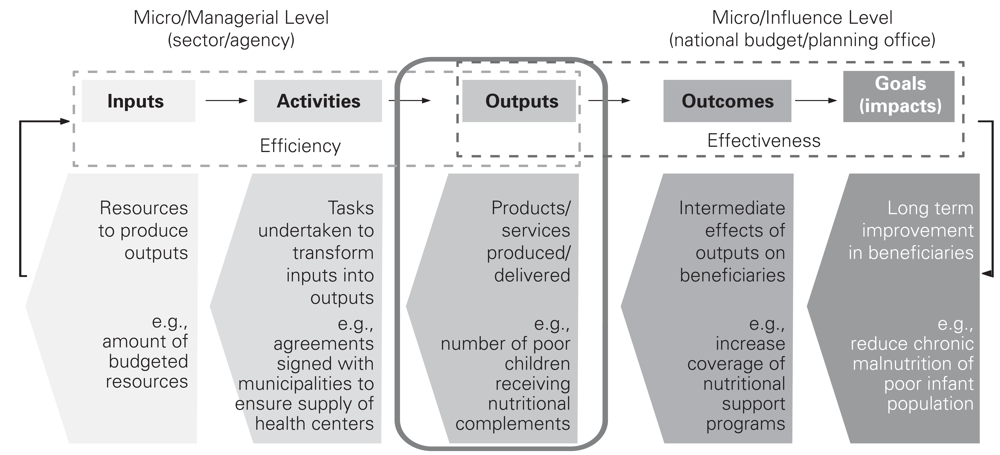 Micro/Managerial Level
(sector/agency)
Micro/Influence Level
(national budget/planning office)
Inputs
Activities
Outputs
Outcomes
Goals
(impacts)
Efficiency
Effectiveness
Resources
to produce
outputs
e.g.,
amount of
budgeted
resources
Tasks
undertaken to
transform
inputs into
outputs
e.g.,
agreements
signed with
municipalities to
ensure supply of
health centers
Products/
services
produced/
delivered
e.g.,
number of poor
children
receiving
nutritional
complements
Intermediate
effects of
outputs on
beneficiaries
e.g.,
increase
coverage of
nutritional
support
programs
Long term
improvement
in beneficiaries
e.g.,
reduce chronic
malnutrition of
poor infant
population